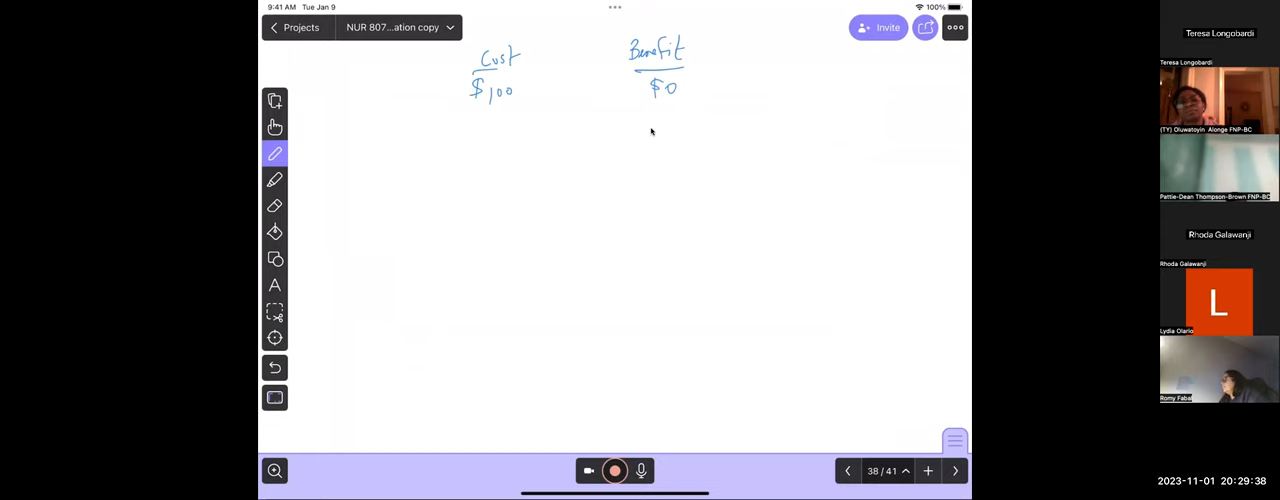 9:41 AM Tue Jan 9
100%
Projects
NUR 807...ation copy
Invite
Cost
Benefit
$100
$0
A
38 / 41
Teresa Longobardi
Teresa Longobardi
(TY) Oluwatoyin Alonge FNP-BC
Pattie-Dean Thompson-Brown FNP-BC
Rhoda Galawanji
Rhoda Galawanji
L
Lydia Olario
Romy Fabal
2023-11-01 20:29:38